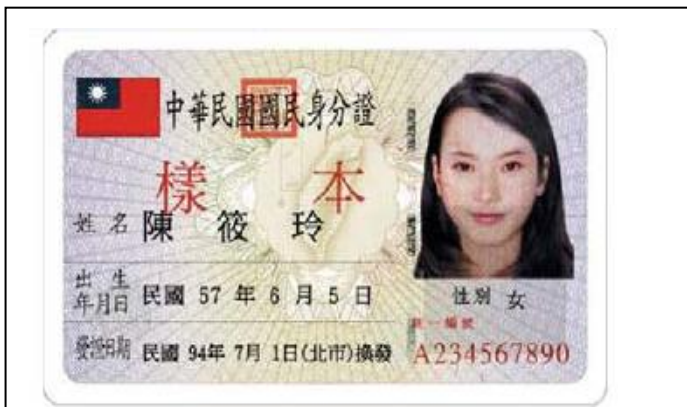 中華民國國民身分證
樣本
姓名 陳筱玲
出生年月日 民國 57 年 6 月 5 日
性別 女
發證日期 民國 94年 7月 1日(北市)換發
統一編號
A234567890